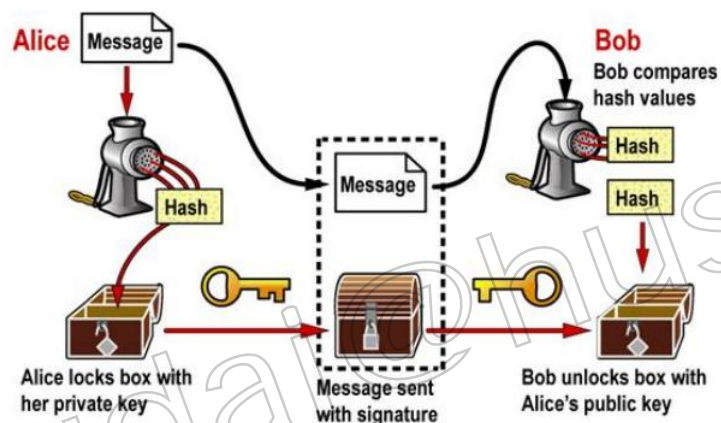 Alice
Message
Bob
Bob compares
hash values
Hash
Hash
Message
Hash
Alice locks box with
her private key
Message sent
with signature
Bob unlocks box with
Alice's public key